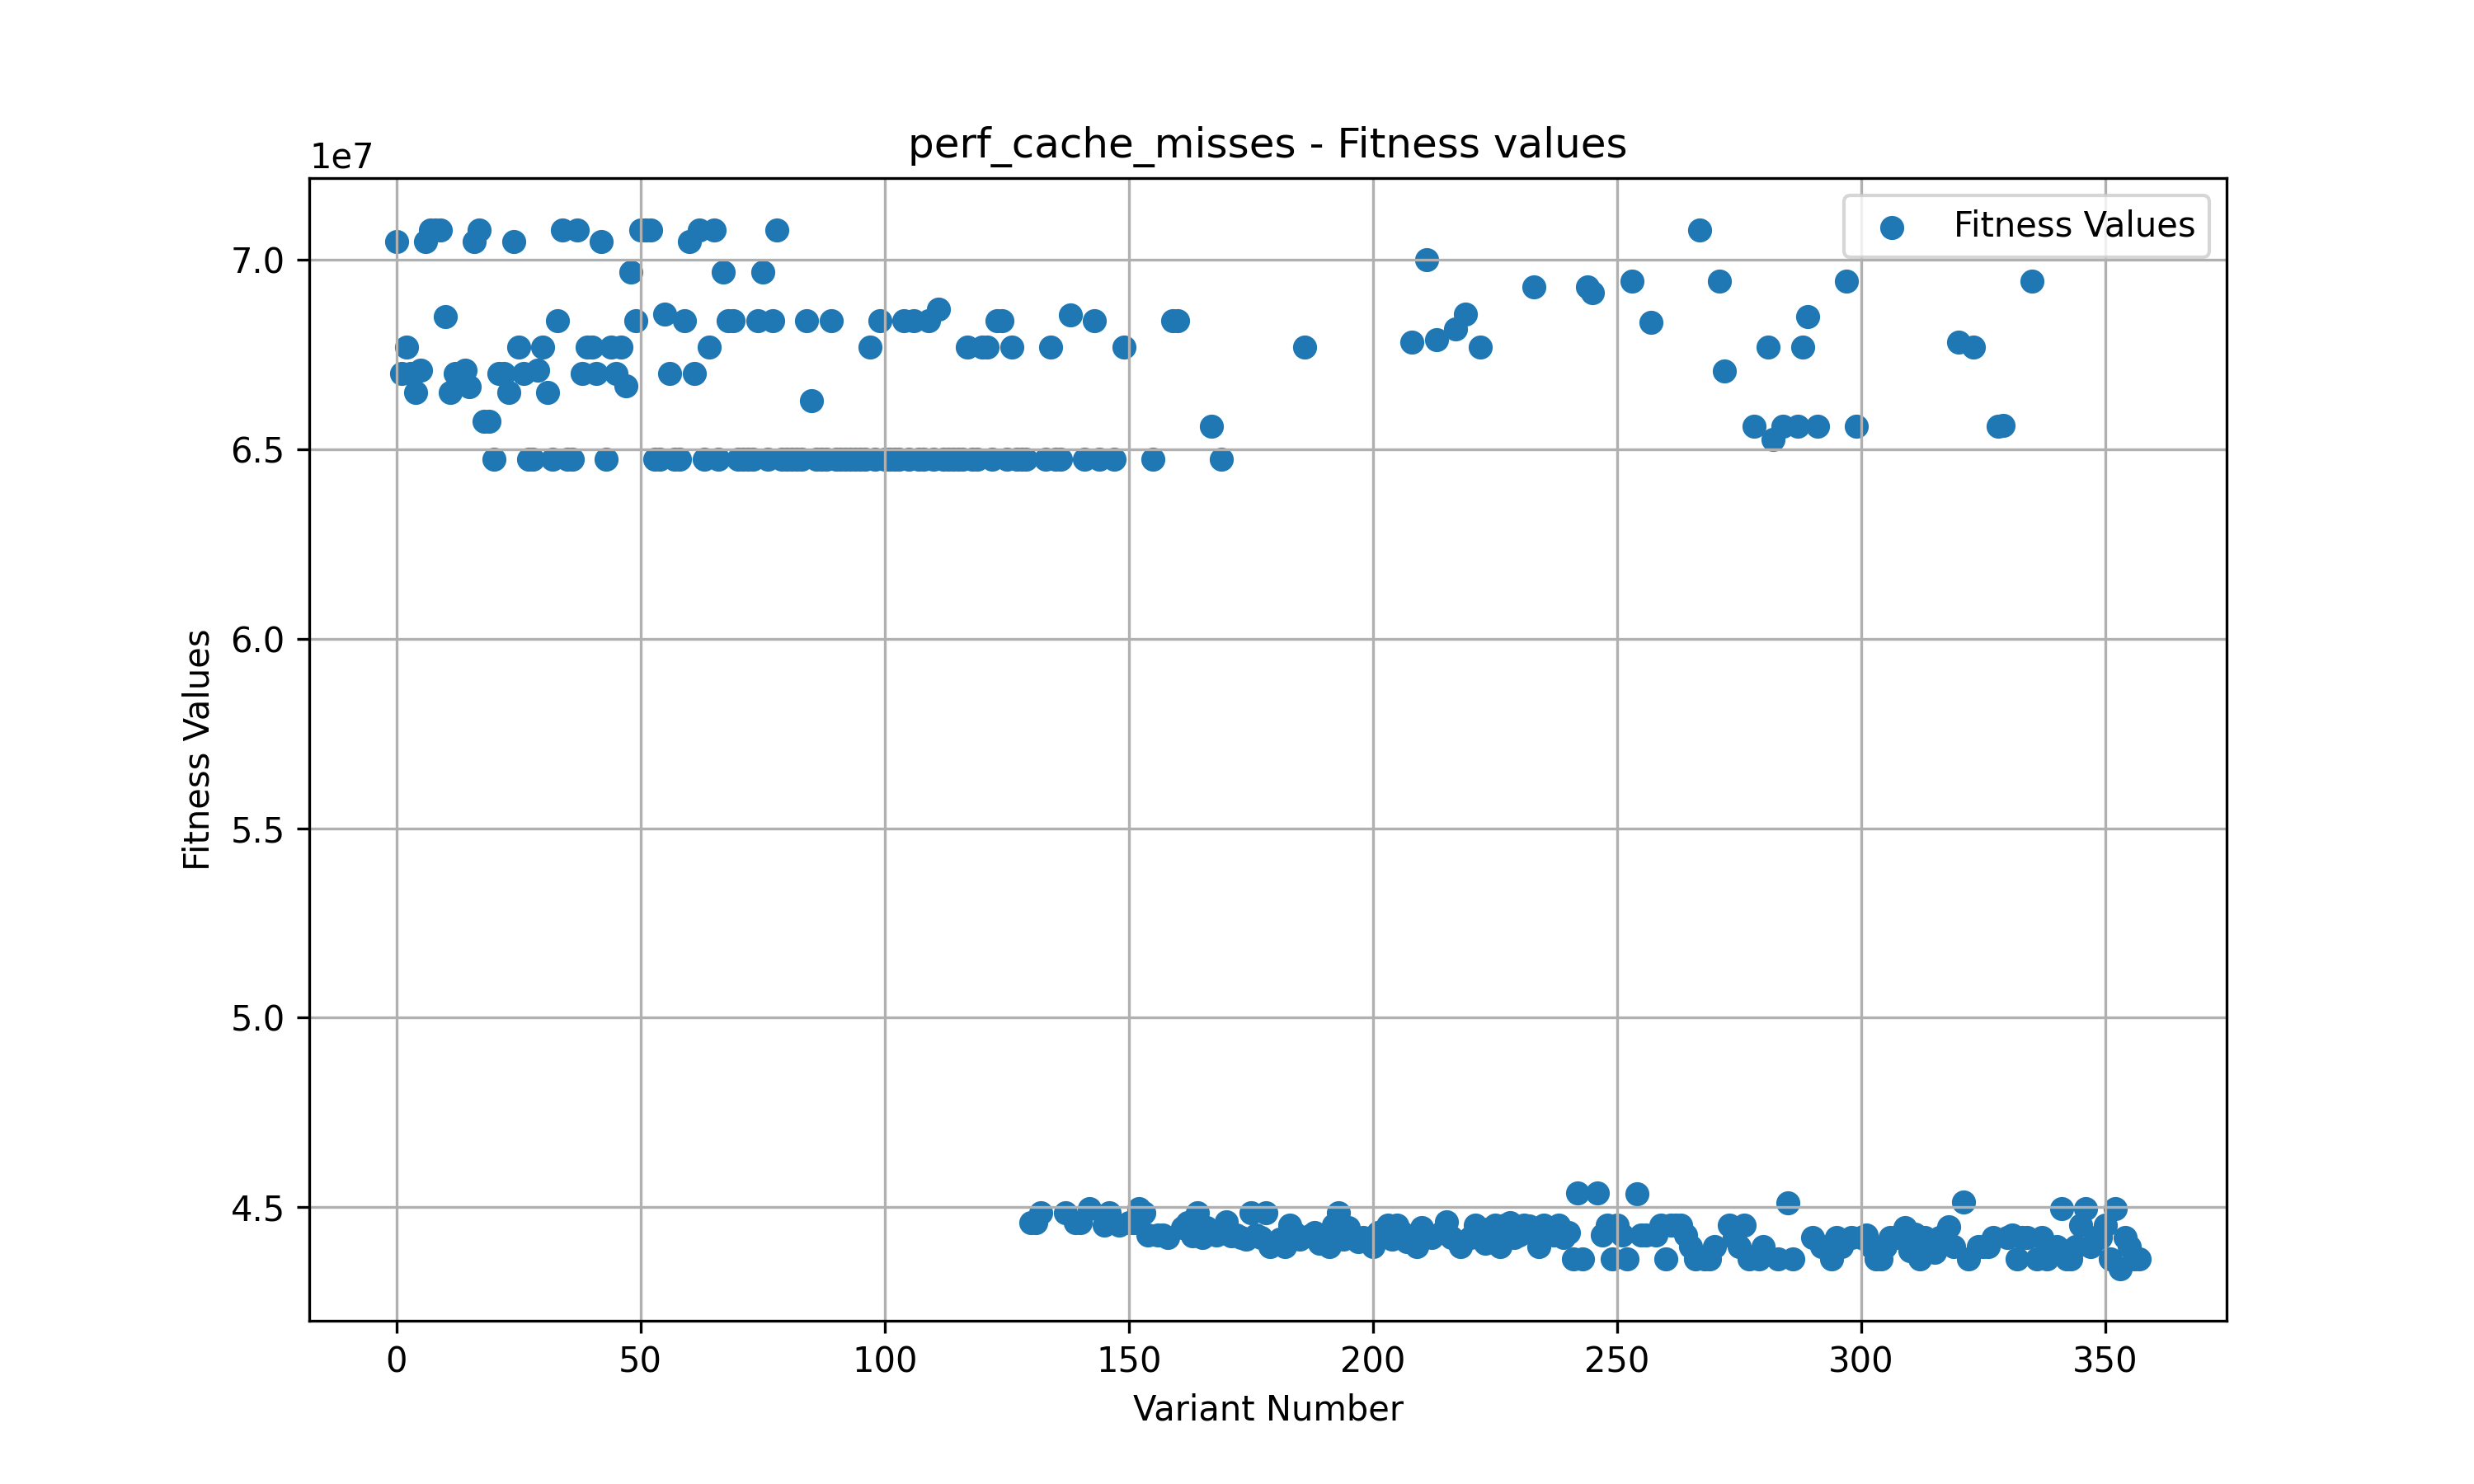 perf_cache_misses - Fitness values
1e7
Fitness Values
7.0
6.5
6.0
5.5
5.0
4.5
Fitness Values
0 50 100 150 200 250 300 350
Variant Number